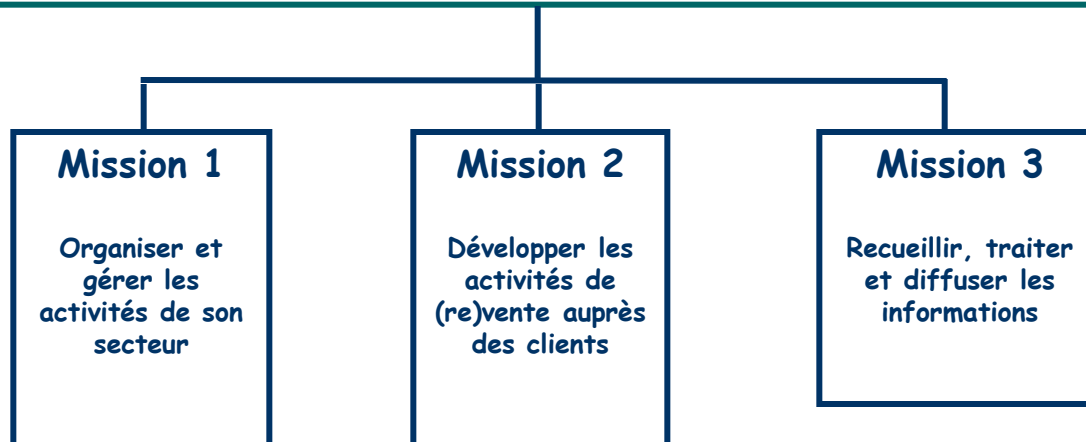 Mission 1
Organiser et
gérer les
activités de son
secteur
Mission 2
Développer les
activités de
(re)vente auprès
des clients
Mission 3
Recueillir, traiter
et diffuser les
informations